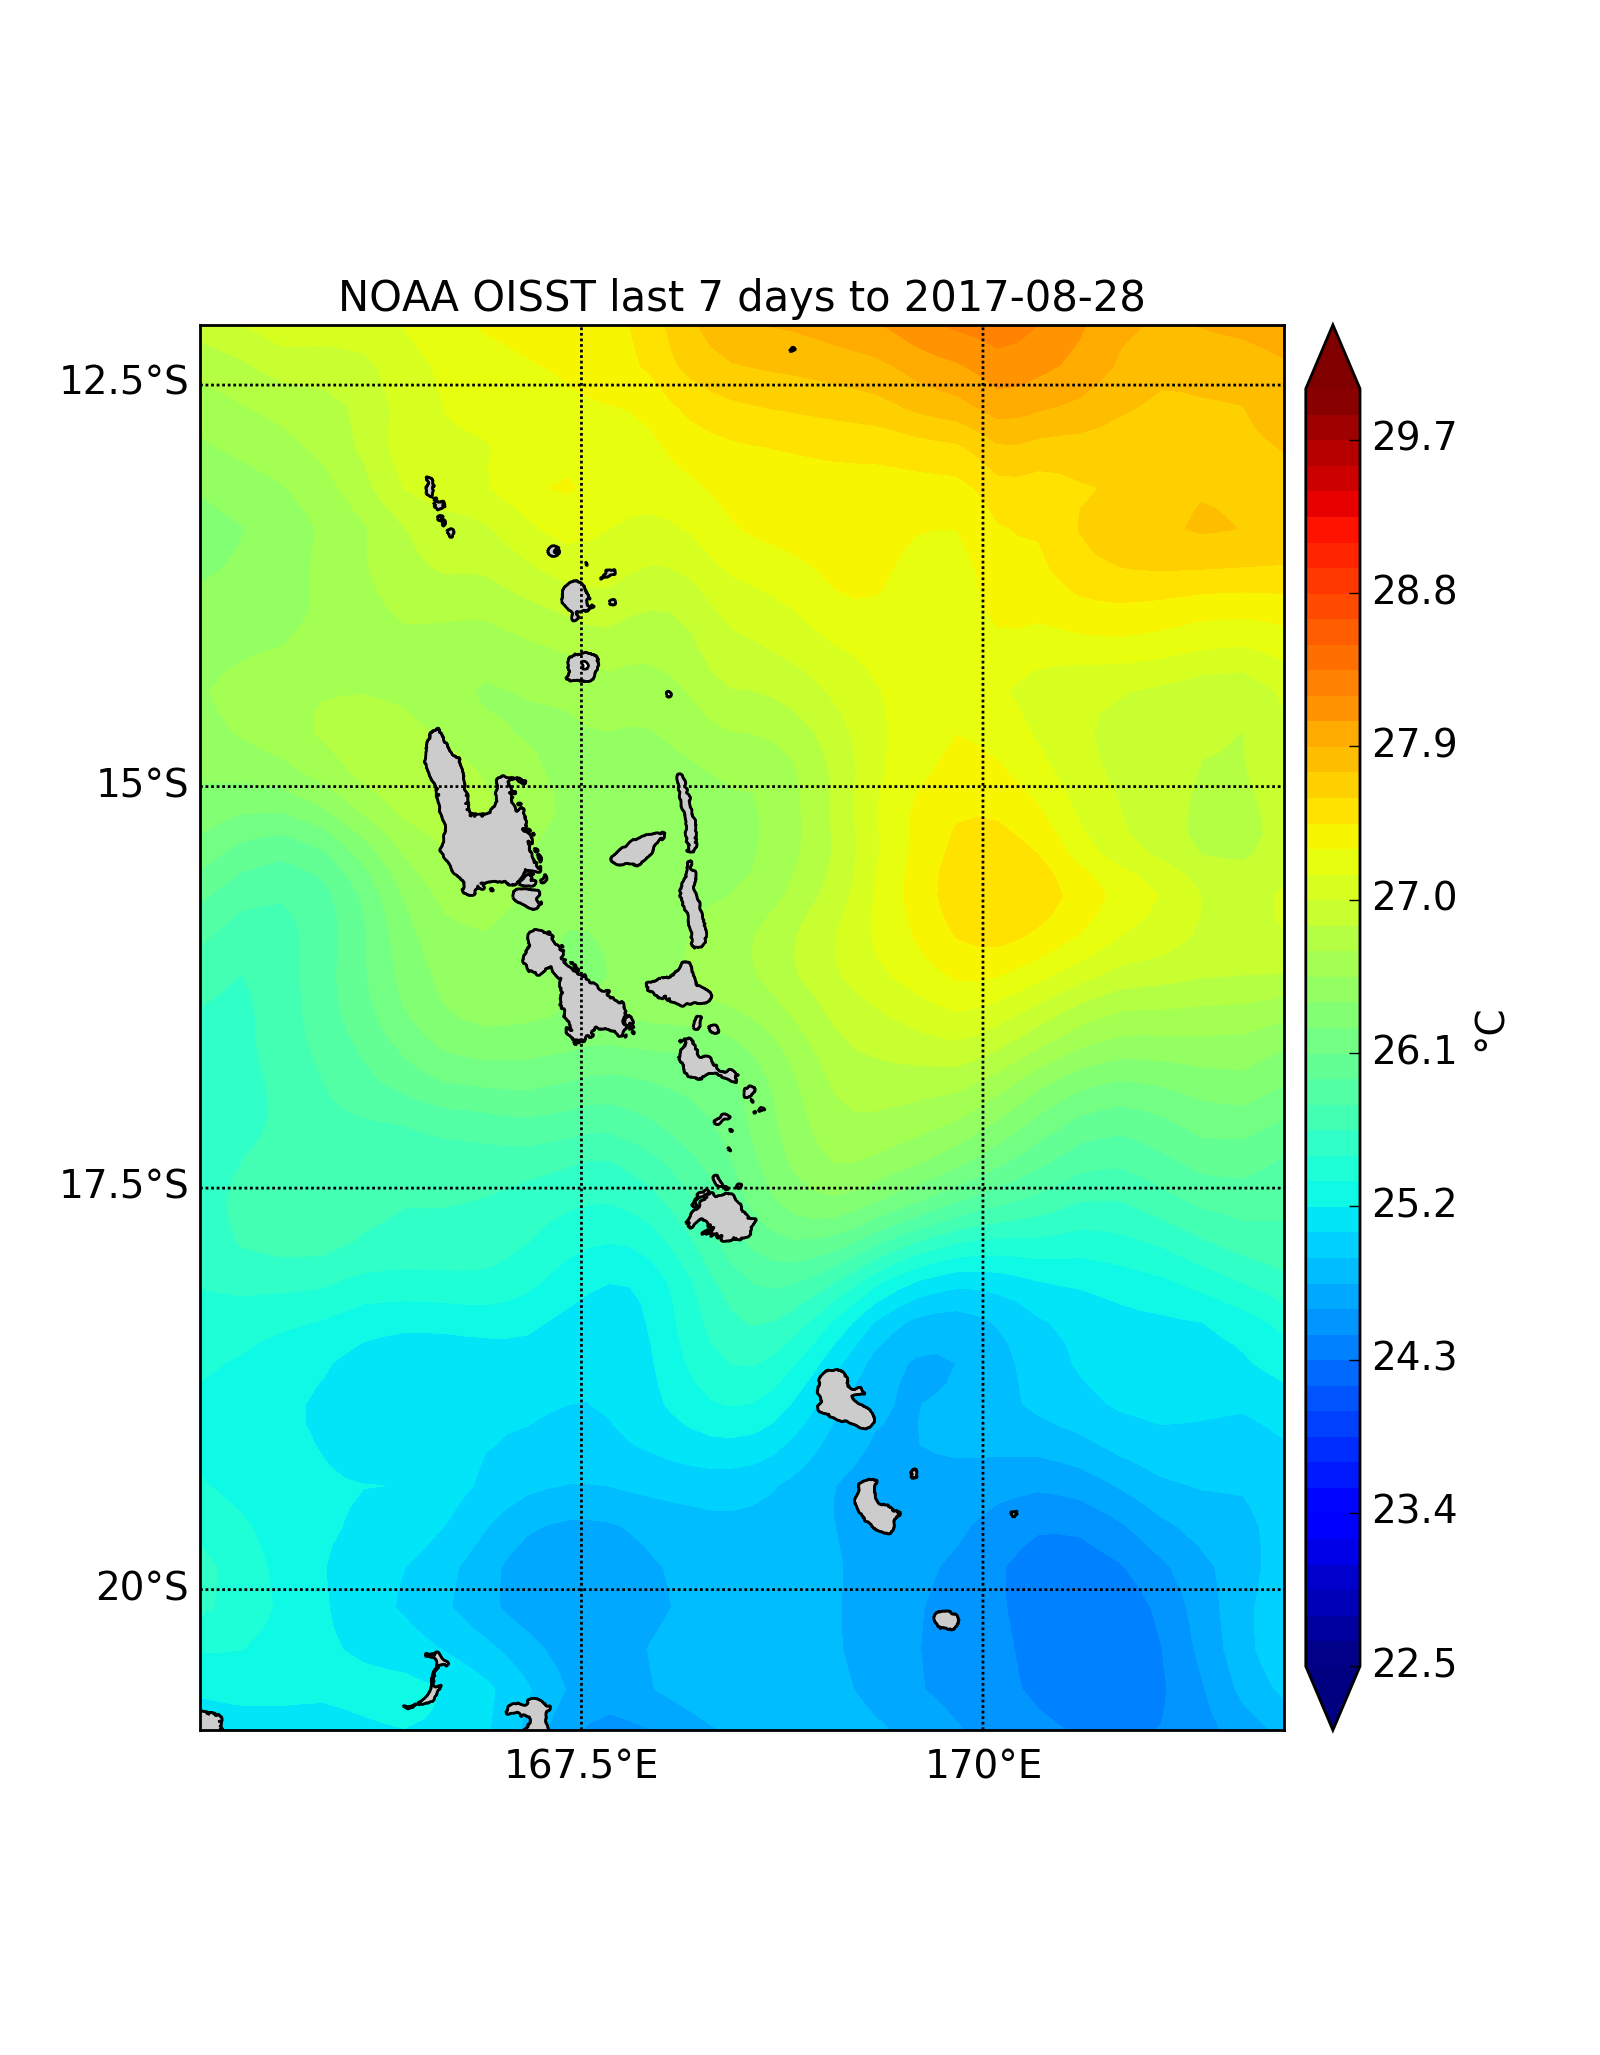 NOAA OISST last 7 days to 2017-08-28
12.5°S
15°S
17.5°S
20°S
167.5°E
170°E
29.7
28.8
27.9
27.0
26.1
25.2
24.3
23.4
22.5
°C